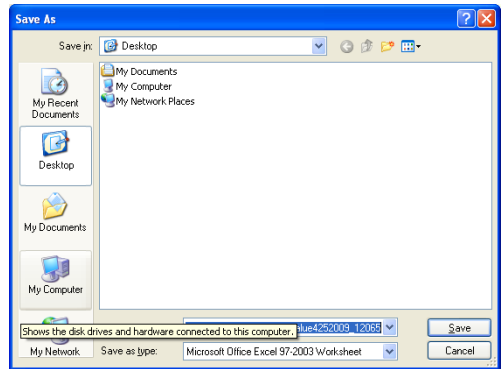 Save As
Save in:
Desktop
My Recent
Documents
Desktop
My Documents
My Computer
My Network
My Documents
My Computer
My Network Places
Shows the disk drives and hardware connected to this computer.
alue4252009_12065
Save
Save as type:
Microsoft Office Excel 97-2003 Worksheet
Cancel